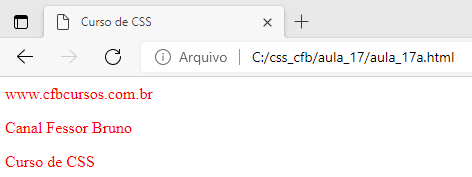 Curso de CSS
Arquivo C:/css_cfb/aula_17/aula_17a.html
www.cfbcursos.com.br
Canal Fessor Bruno
Curso de CSS